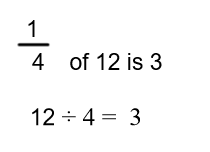 1
4 of 12 is 3
12 ÷ 4 = 3